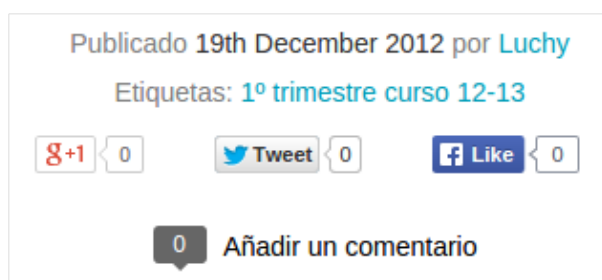 Publicado 19th December 2012 por Luchy
Etiquetas: 1º trimestre curso 12-13
g+1 0 Tweet 0 f Like 0
0 Añadir un comentario